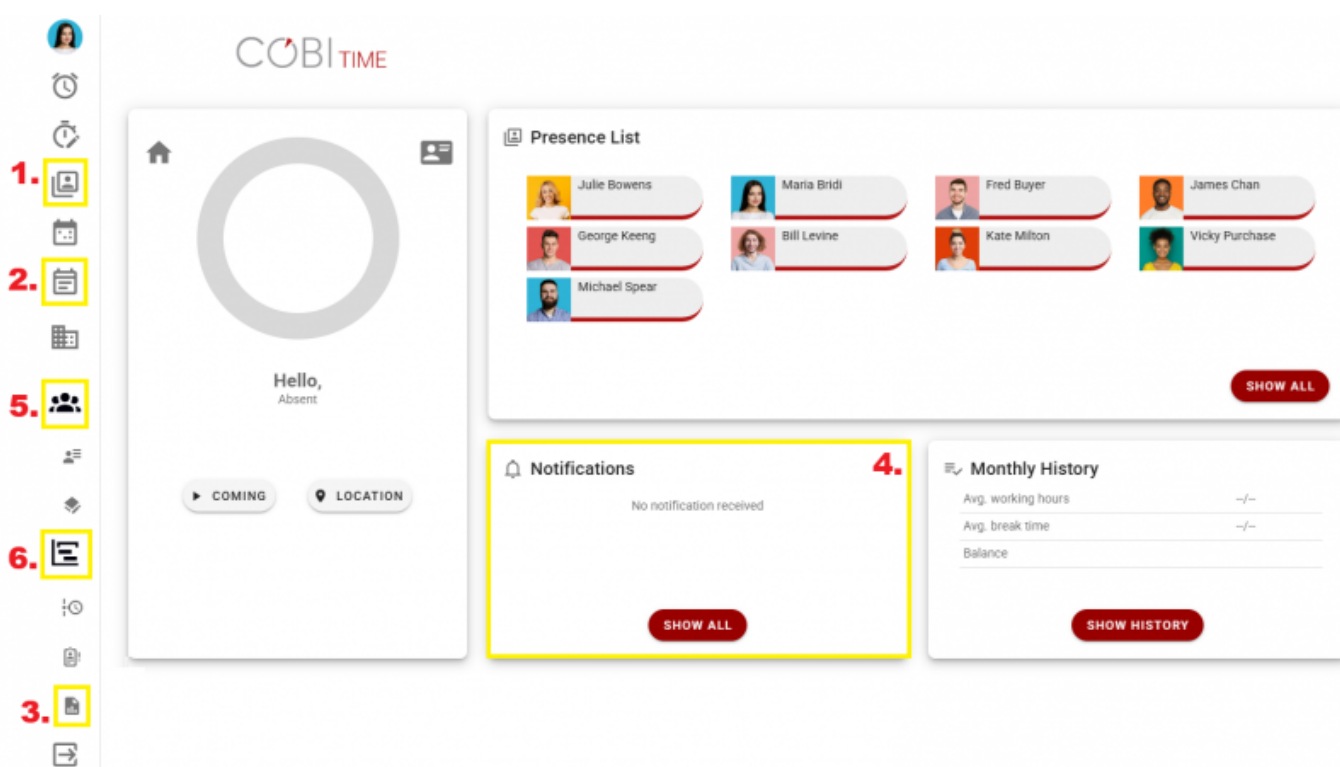 COBI TIME
1.
2.
5.
6.
3.
Hello,
Absent
COMING
LOCATION
Presence List
Julie Bowens
Maria Bridi
Fred Buyer
James Chan
George Keeng
Bill Levine
Kate Milton
Vicky Purchase
Michael Spear
SHOW ALL
Notifications
4.
No notification received
SHOW ALL
Monthly History
Avg. working hours --/--
Avg. break time --/--
Balance
SHOW HISTORY